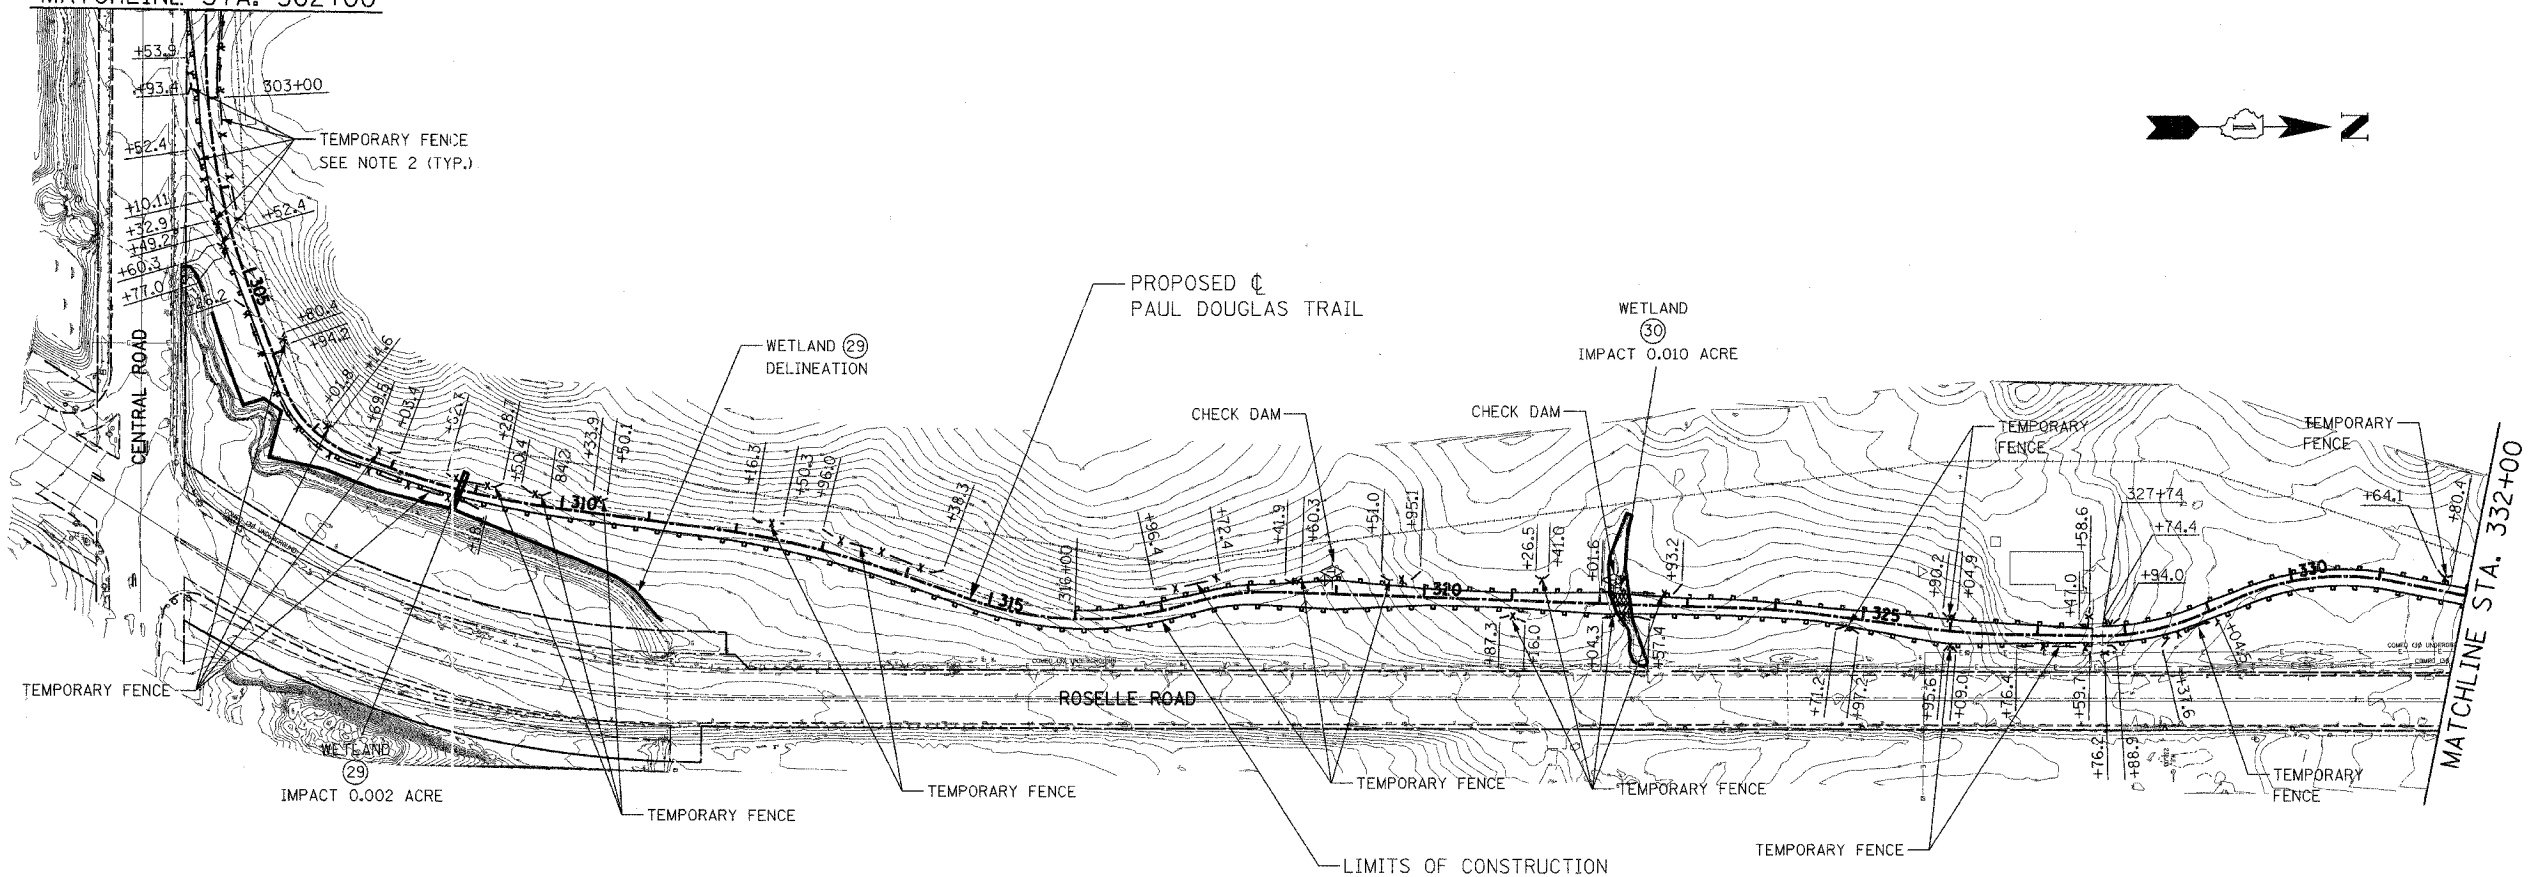 MATCHLINE STA. 302+00
+53.9
+93.4
303+00
TEMPORARY FENCE
SEE NOTE 2 (TYP.)
+52.4
+10.11
+32.9
+49.2
+60.3
+77.0
+26.2
+52.4
305
+80.4
+94.2
CENTRAL ROAD
+14.6
+01.8
+69.5
+03.4
+52.7
+28.7
+50.4
84.2
+33.9
+50.1
310
WETLAND 29
DELINEATION
PROPOSED ℄
PAUL DOUGLAS TRAIL
+16.3
+50.3
+96.0
+38.3
315
316+00
+96.4
+72.4
+41.9
+60.3
+51.0
+95.1
CHECK DAM
CHECK DAM
WETLAND
30
IMPACT 0.010 ACRE
320
+26.5
+41.0
+01.6
+93.2
+87.3
+16.0
+04.3
+57.4
325
+90.2
+04.9
TEMPORARY
FENCE
TEMPORARY
FENCE
327+74
+74.4
+94.0
+58.6
+47.0
+64.1
+80.4
330
N
MATCHLINE STA. 332+00
+71.2
+97.2
+95.6
+09.0
+76.4
+59.7
+76.2
+88.9
+37.6
COMED UNDERGROUND
ROSELLE ROAD
TEMPORARY FENCE
WETLAND
29
IMPACT 0.002 ACRE
TEMPORARY FENCE
TEMPORARY FENCE
TEMPORARY FENCE
TEMPORARY FENCE
TEMPORARY FENCE
TEMPORARY
FENCE
LIMITS OF CONSTRUCTION